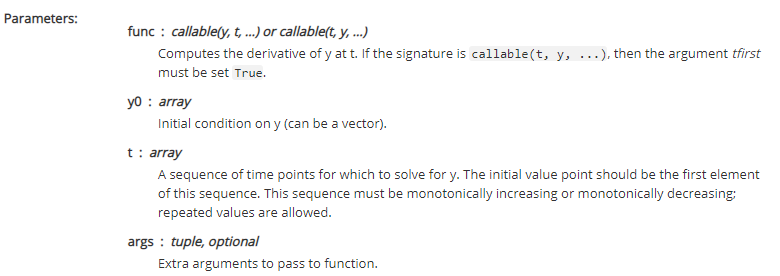 Parameters:
func : callable(y, t, ...) or callable(t, y, ...)
Computes the derivative of y at t. If the signature is callable(t, y, ...), then the argument tfirst
must be set True.
y0 : array
Initial condition on y (can be a vector).
t : array
A sequence of time points for which to solve for y. The initial value point should be the first element
of this sequence. This sequence must be monotonically increasing or monotonically decreasing;
repeated values are allowed.
args : tuple, optional
Extra arguments to pass to function.